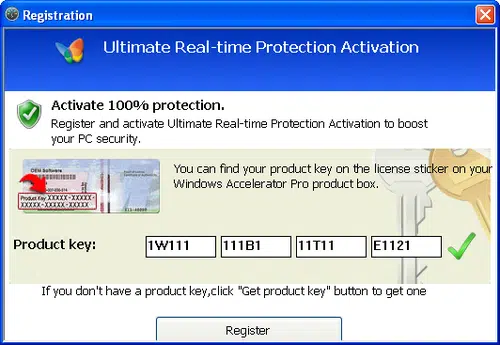 Registration
Ultimate Real-time Protection Activation
Activate 100% protection.
Register and activate Ultimate Real-time Protection Activation to boost
your PC security.
OEM Software
Product Key XXXXX-XXXXX-
XXXXX-XXXXX-XXXXX
You can find your product key on the license sticker on your
Windows Accelerator Pro product box.
Product key: 1W111 111B1 11T11 E1121
If you don't have a product key,click "Get product key" button to get one
Register